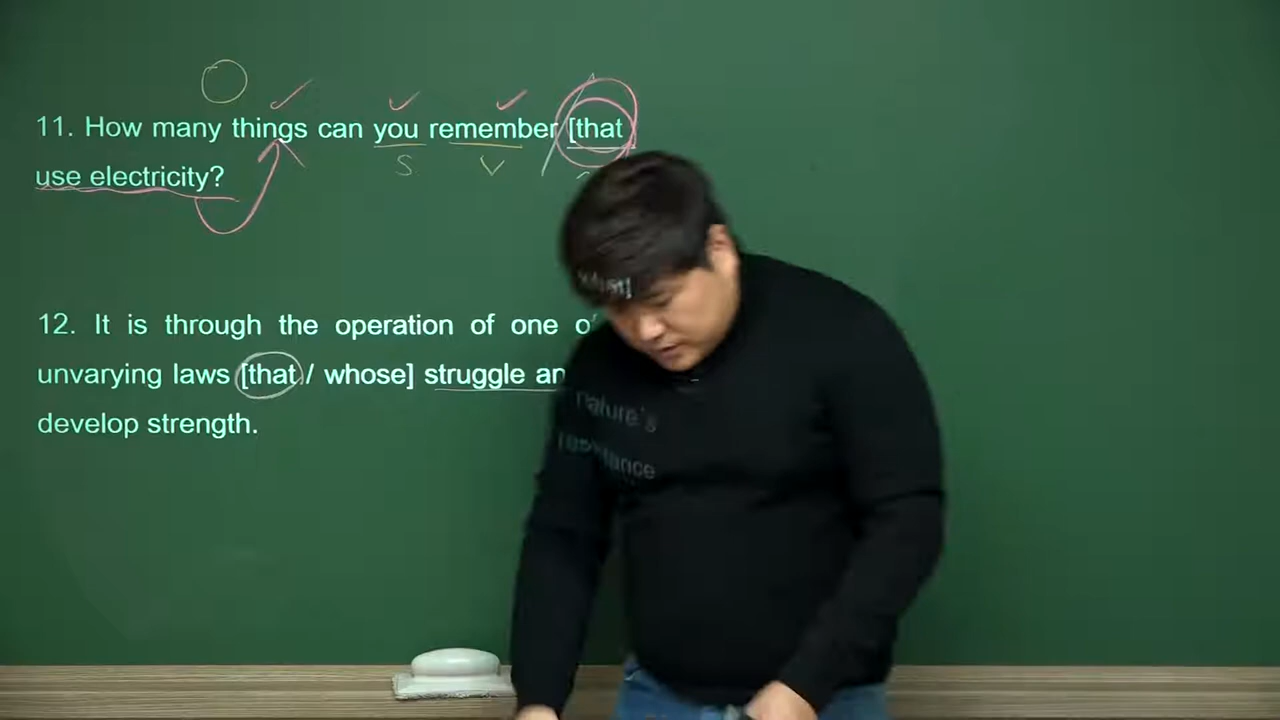 11. How many things can you remember [that
S V
use electricity?
12. It is through the operation of one of nature's
unvarying laws [that / whose] struggle and resistance
develop strength.